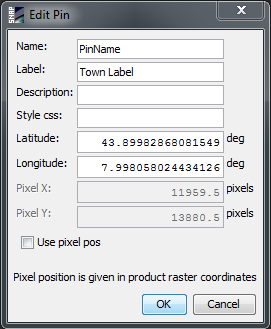 SNAP Edit Pin X
Name: PinName
Label: Town Label
Description:
Style css:
Latitude: 43.89982868081549 deg
Longitude: 7.998058024434126 deg
Pixel X: 11959.5 pixels
Pixel Y: 13880.5 pixels
Use pixel pos
Pixel position is given in product raster coordinates
OK Cancel